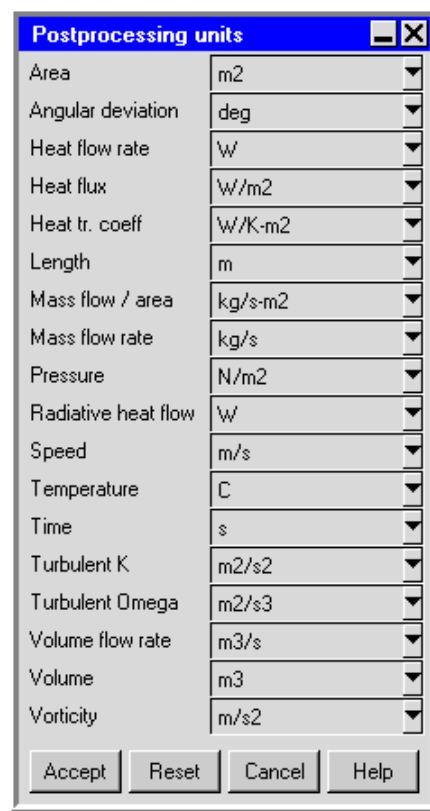 Postprocessing units
Area m2
Angular deviation deg
Heat flow rate W
Heat flux W/m2
Heat tr. coeff W/K-m2
Length m
Mass flow / area kg/s-m2
Mass flow rate kg/s
Pressure N/m2
Radiative heat flow W
Speed m/s
Temperature C
Time s
Turbulent K m2/s2
Turbulent Omega m2/s3
Volume flow rate m3/s
Volume m3
Vorticity m/s2
Accept Reset Cancel Help